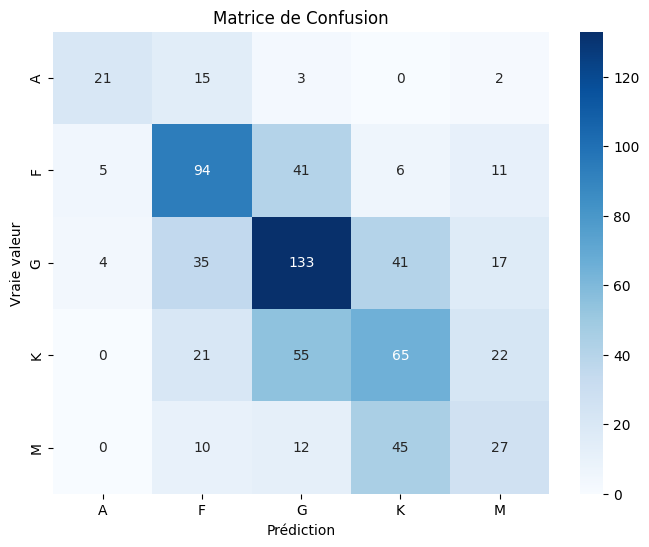 Matrice de Confusion
Vraie valeur
A 21 15 3 0 2
F 5 94 41 6 11
G 4 35 133 41 17
K 0 21 55 65 22
M 0 10 12 45 27
A F G K M
Prédiction
120
100
80
60
40
20
0